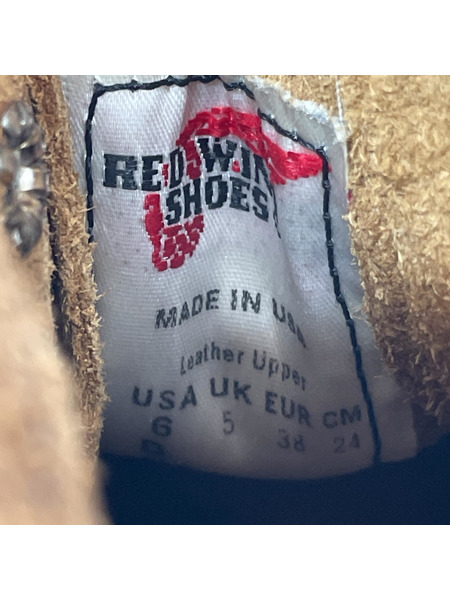 RED WIN
SHOES
MADE IN USA
Leather Upper
USA UK EUR CM
6 5 38 24